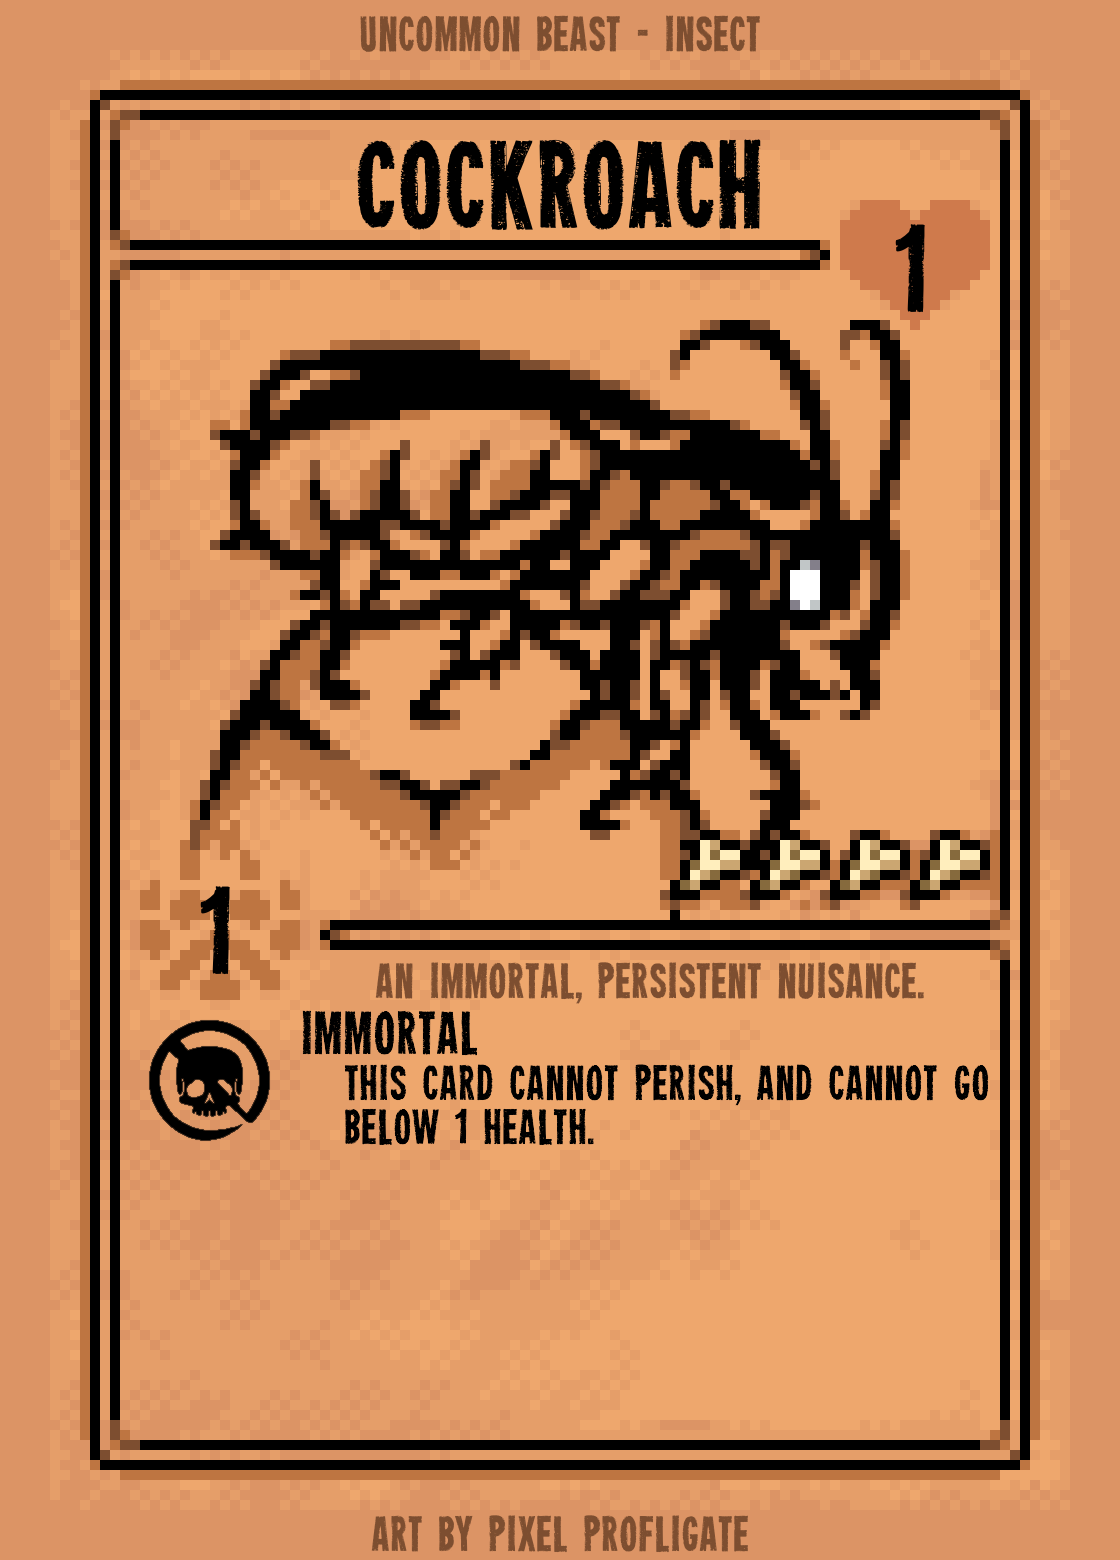 UNCOMMON BEAST - INSECT
COCKROACH
1
1
AN IMMORTAL, PERSISTENT NUISANCE.
IMMORTAL
THIS CARD CANNOT PERISH, AND CANNOT GO
BELOW 1 HEALTH.
ART BY PIXEL PROFLIGATE